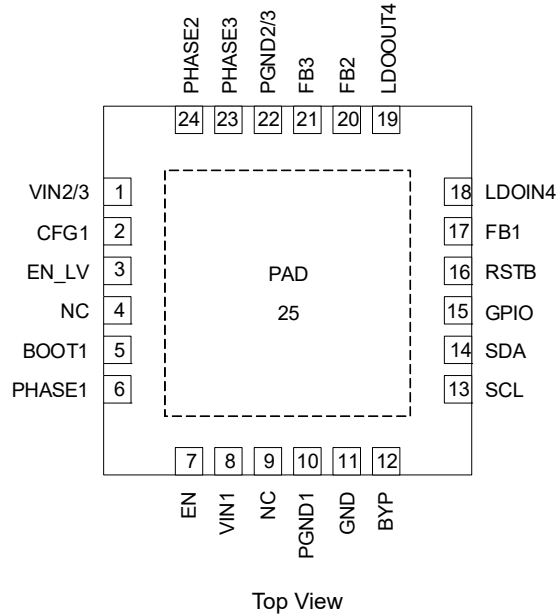 PHASE2
PHASE3
PGND2/3
FB3
FB2
LDOOUT4
24 23 22 21 20 19
VIN2/3 1
CFG1 2
EN_LV 3
NC 4
BOOT1 5
PHASE1 6
PAD
25
18 LDOIN4
17 FB1
16 RSTB
15 GPIO
14 SDA
13 SCL
7 8 9 10 11 12
EN
VIN1
NC
PGND1
GND
BYP
Top View